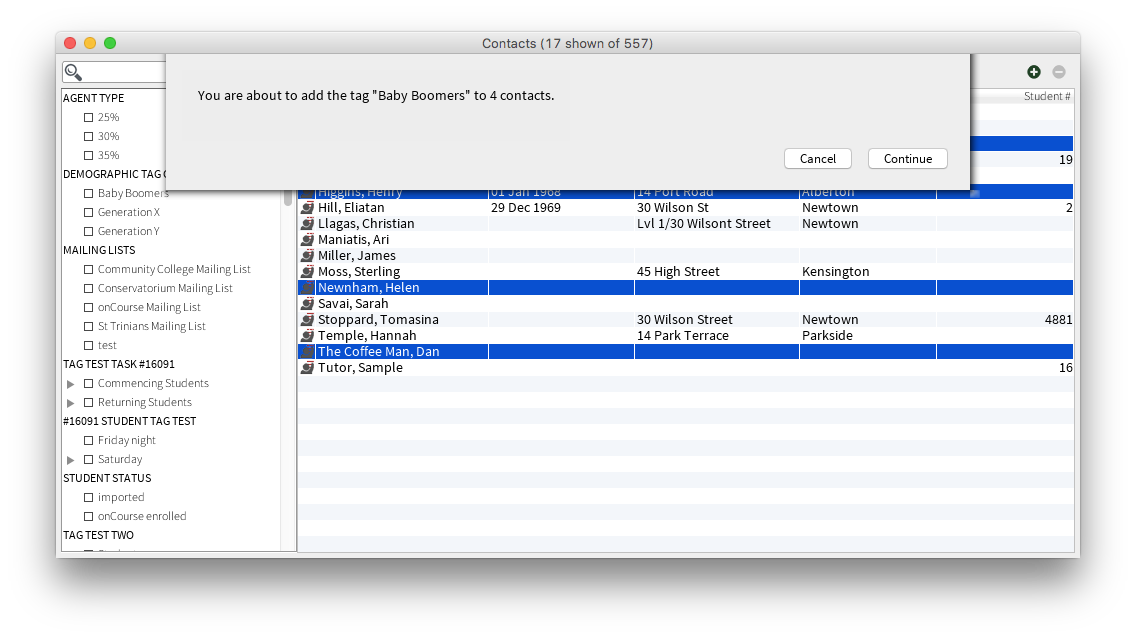 Contacts (17 shown of 557)
You are about to add the tag "Baby Boomers" to 4 contacts.
Cancel Continue
AGENT TYPE
25%
30%
35%
DEMOGRAPHIC TAG
Baby Boomers
Generation X
Generation Y
MAILING LISTS
Community College Mailing List
Conservatorium Mailing List
onCourse Mailing List
St Trinians Mailing List
test
TAG TEST TASK #16091
Commencing Students
Returning Students
#16091 STUDENT TAG TEST
Friday night
Saturday
STUDENT STATUS
imported
onCourse enrolled
TAG TEST TWO
Student #
19
Higgins, Henry 01 Jan 1968 14 Port Road Alberton
Hill, Eliatan 29 Dec 1969 30 Wilson St Newtown 2
Llagas, Christian Lvl 1/30 Wilsont Street Newtown
Maniatis, Ari
Miller, James
Moss, Sterling 45 High Street Kensington
Newnham, Helen
Savai, Sarah
Stoppard, Tomasina 30 Wilson Street Newtown 4881
Temple, Hannah 14 Park Terrace Parkside
The Coffee Man, Dan
Tutor, Sample 16